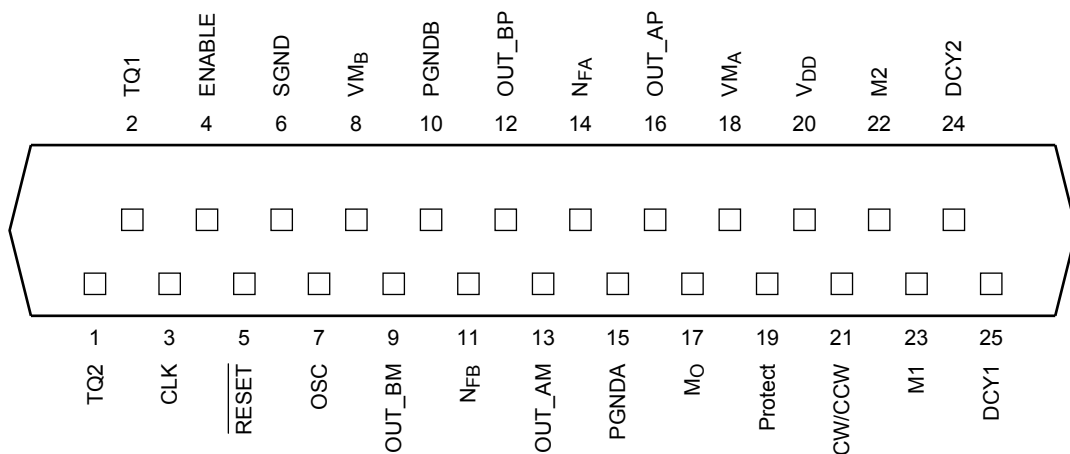 TQ1 ENABLE SGND VMB PGNDB OUT_BP NFA OUT_AP VMA VDD M2 DCY2
2 4 6 8 10 12 14 16 18 20 22 24
1 3 5 7 9 11 13 15 17 19 21 23 25
TQ2 CLK RESET OSC OUT_BM NFB OUT_AM PGNDA MO Protect CW/CCW M1 DCY1